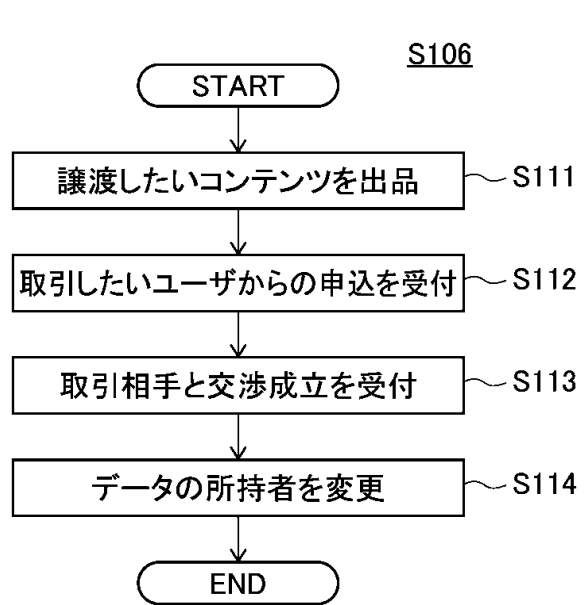 S106
START
譲渡したいコンテンツを出品 S111
取引したいユーザからの申込を受付 S112
取引相手と交渉成立を受付 S113
データの所持者を変更 S114
END